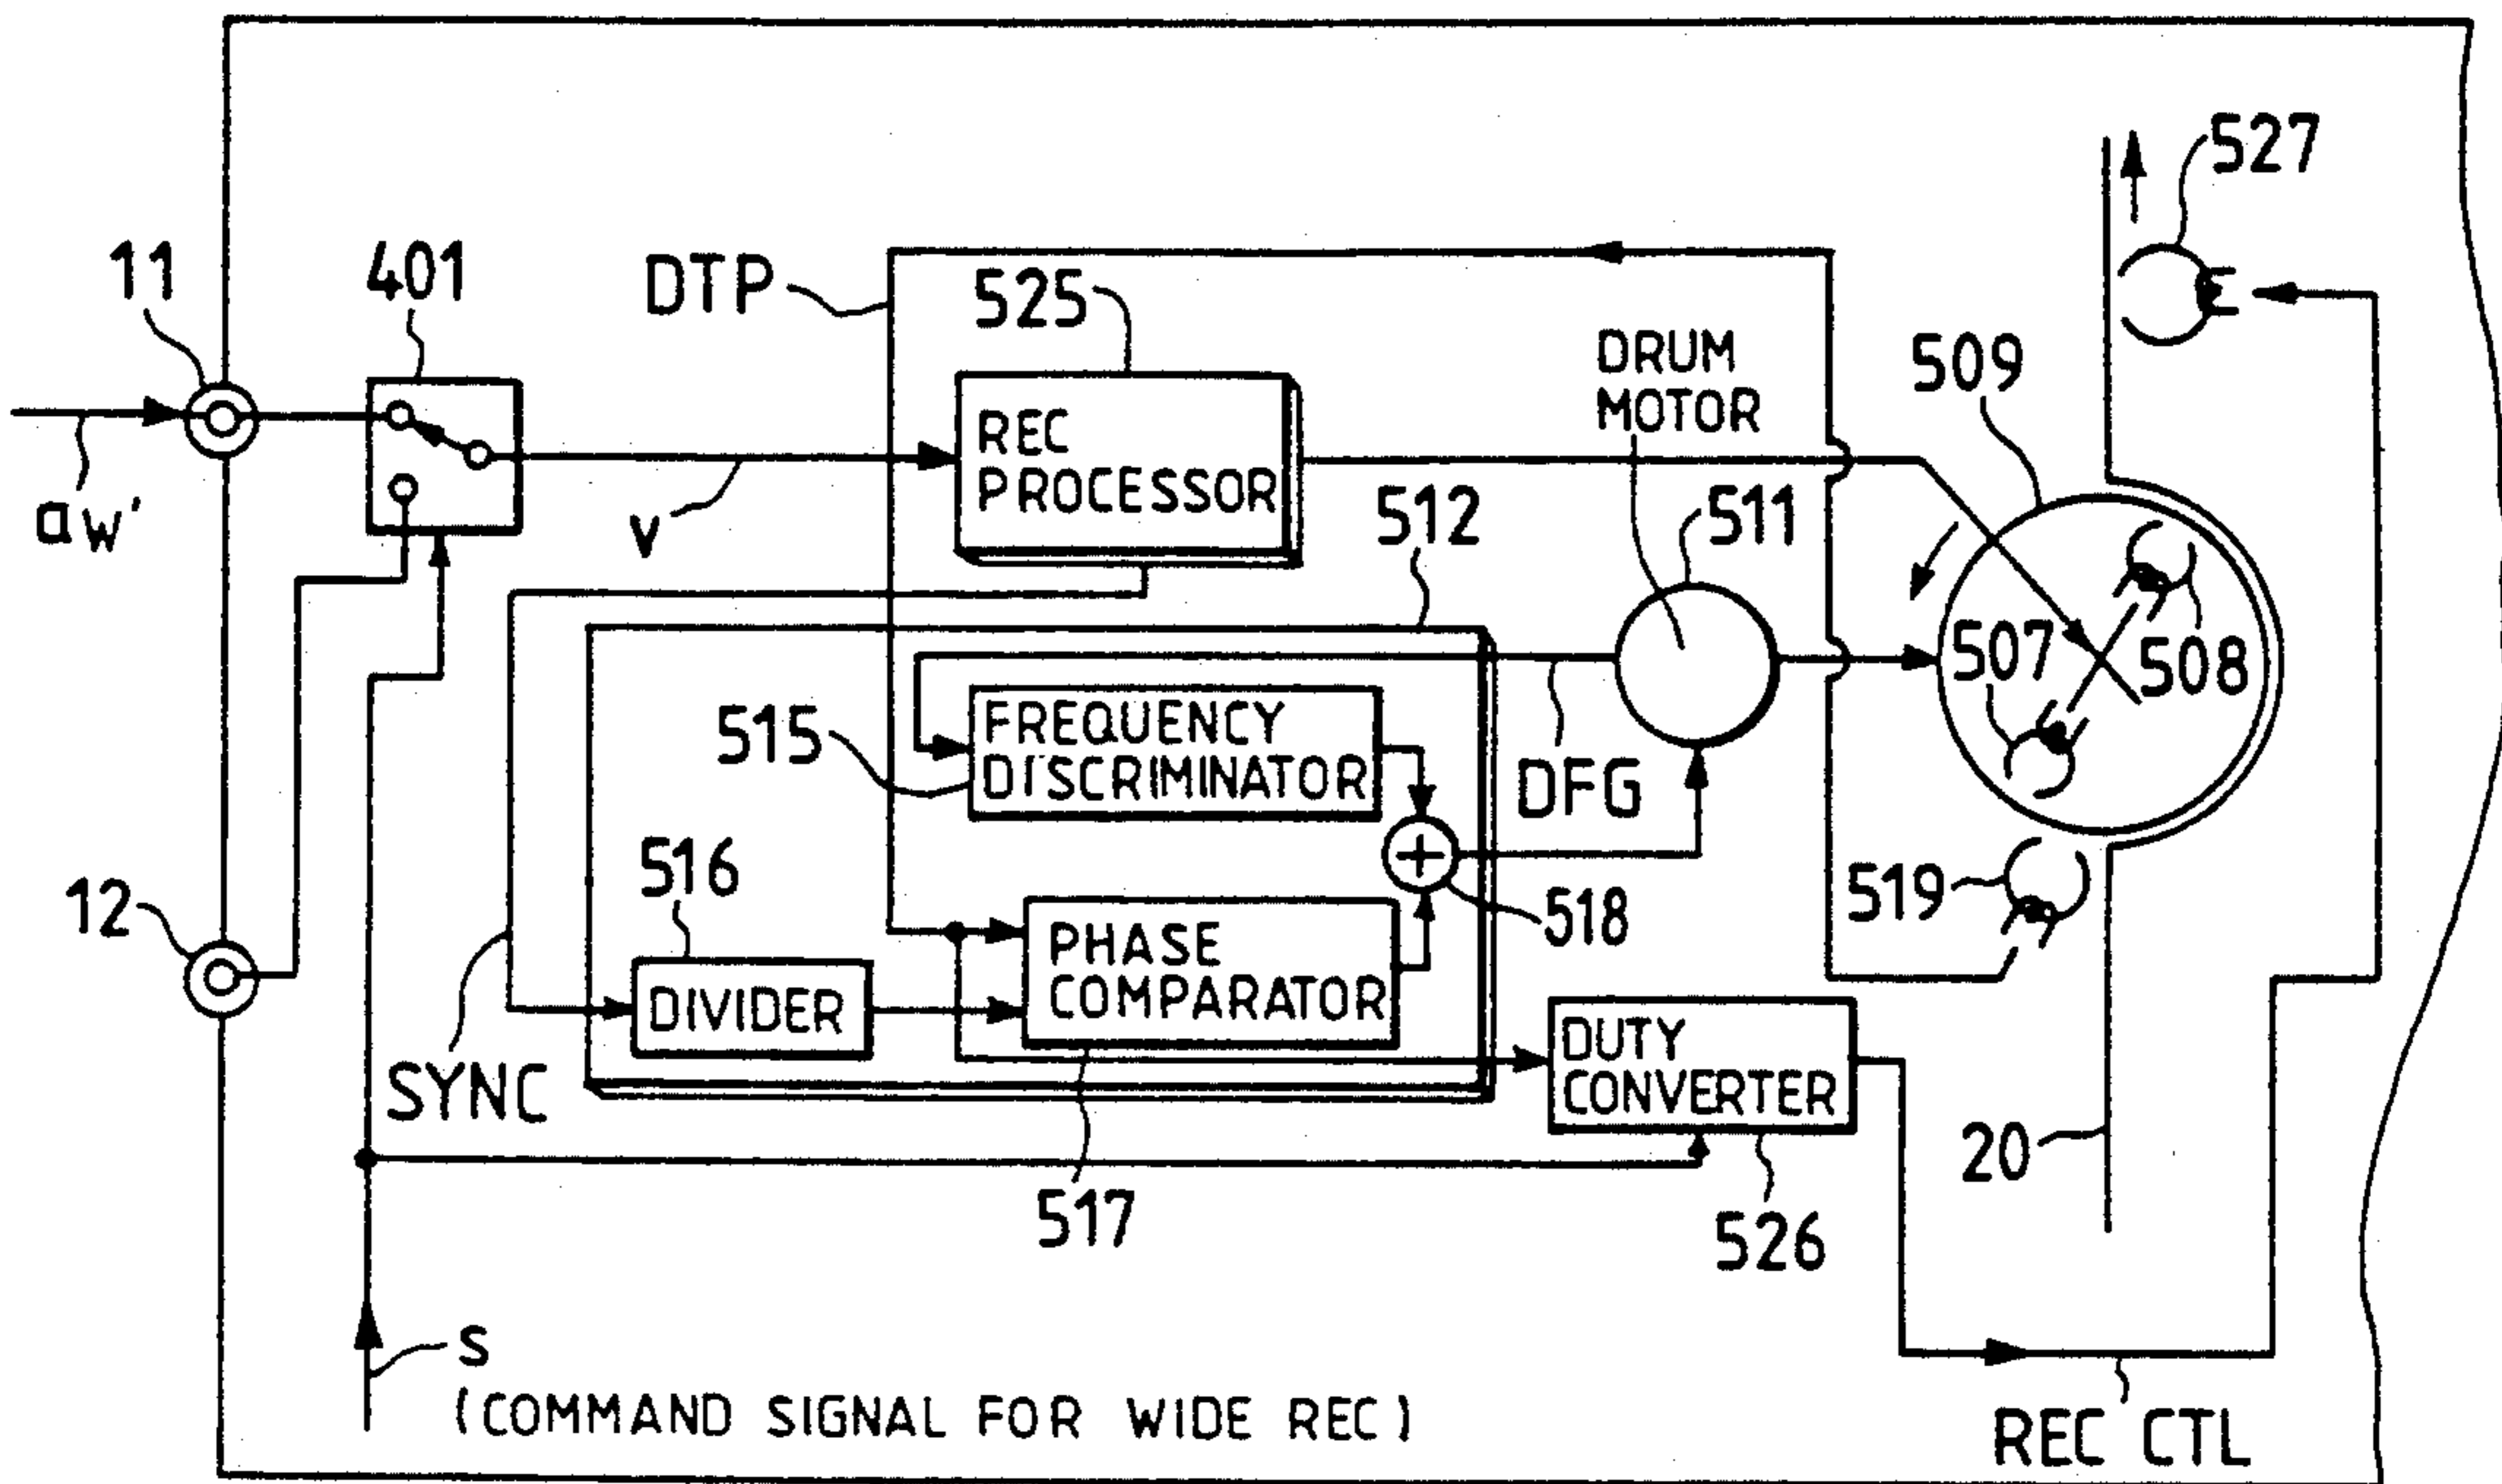 527
11
401
DTP
525
DRUM
MOTOR
509
REC
PROCESSOR
aw'
v
512
511
507
508
515
FREQUENCY
DISCRIMINATOR
DFG
516
12
519
518
PHASE
COMPARATOR
DIVIDER
DUTY
CONVERTER
SYNC
20
517
526
s
(COMMAND SIGNAL FOR WIDE REC)
REC CTL